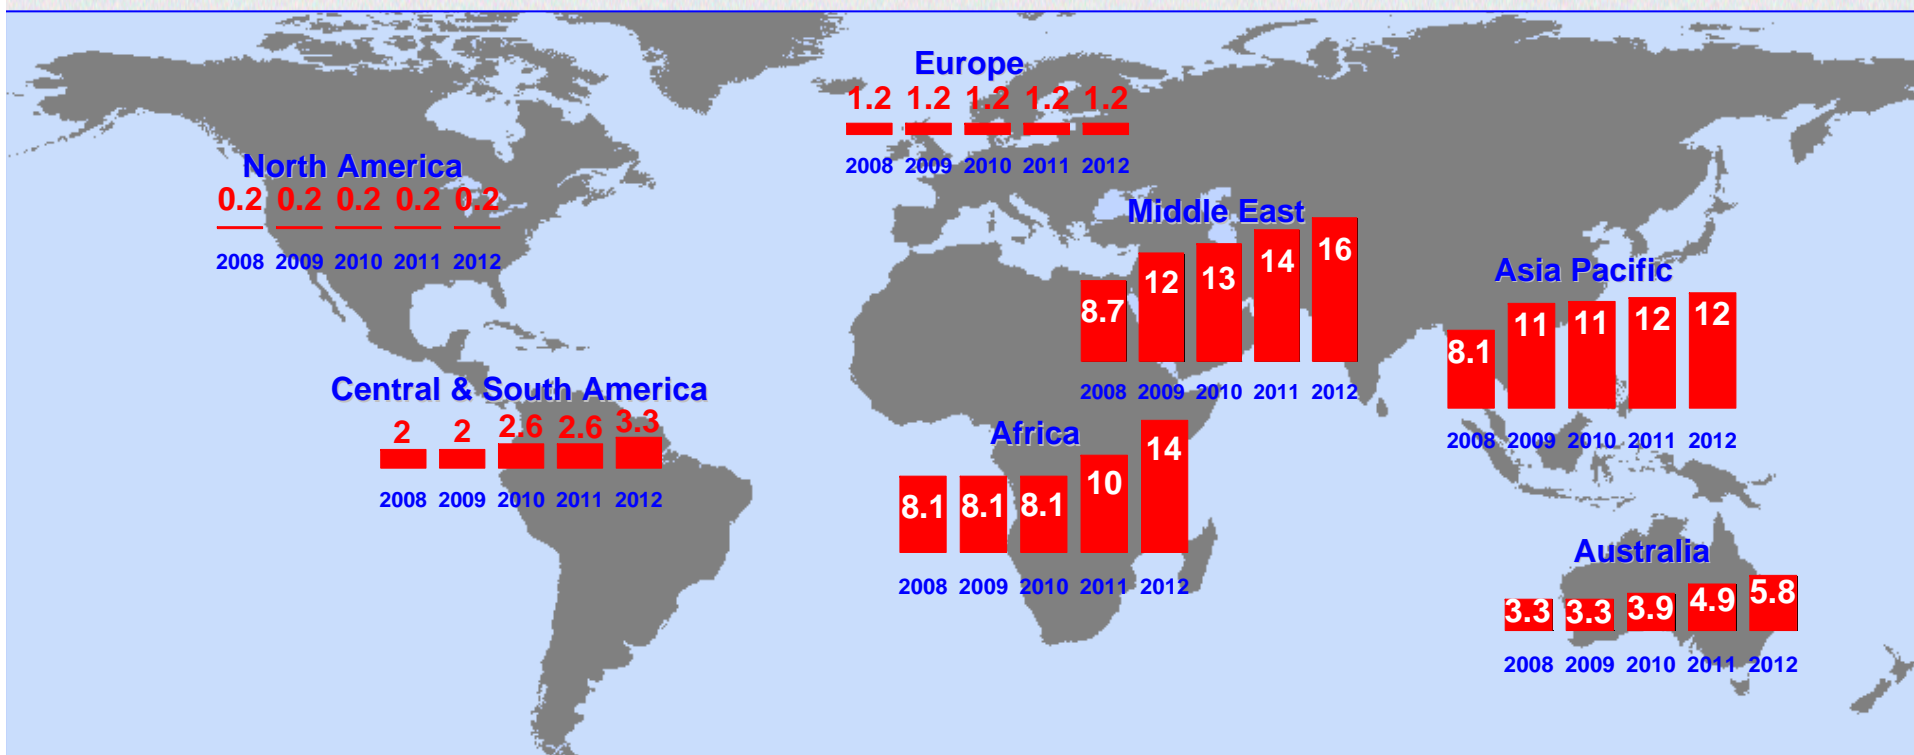 Europe
1.2 1.2 1.2 1.2 1.2
2008 2009 2010 2011 2012
North America
0.2 0.2 0.2 0.2 0.2
2008 2009 2010 2011 2012
Middle East
8.7 12 13 14 16
2008 2009 2010 2011 2012
Asia Pacific
8.1 11 11 12 12
2008 2009 2010 2011 2012
Central & South America
2 2 2.6 2.6 3.3
2008 2009 2010 2011 2012
Africa
8.1 8.1 8.1 10 14
2008 2009 2010 2011 2012
Australia
3.3 3.3 3.9 4.9 5.8
2008 2009 2010 2011 2012